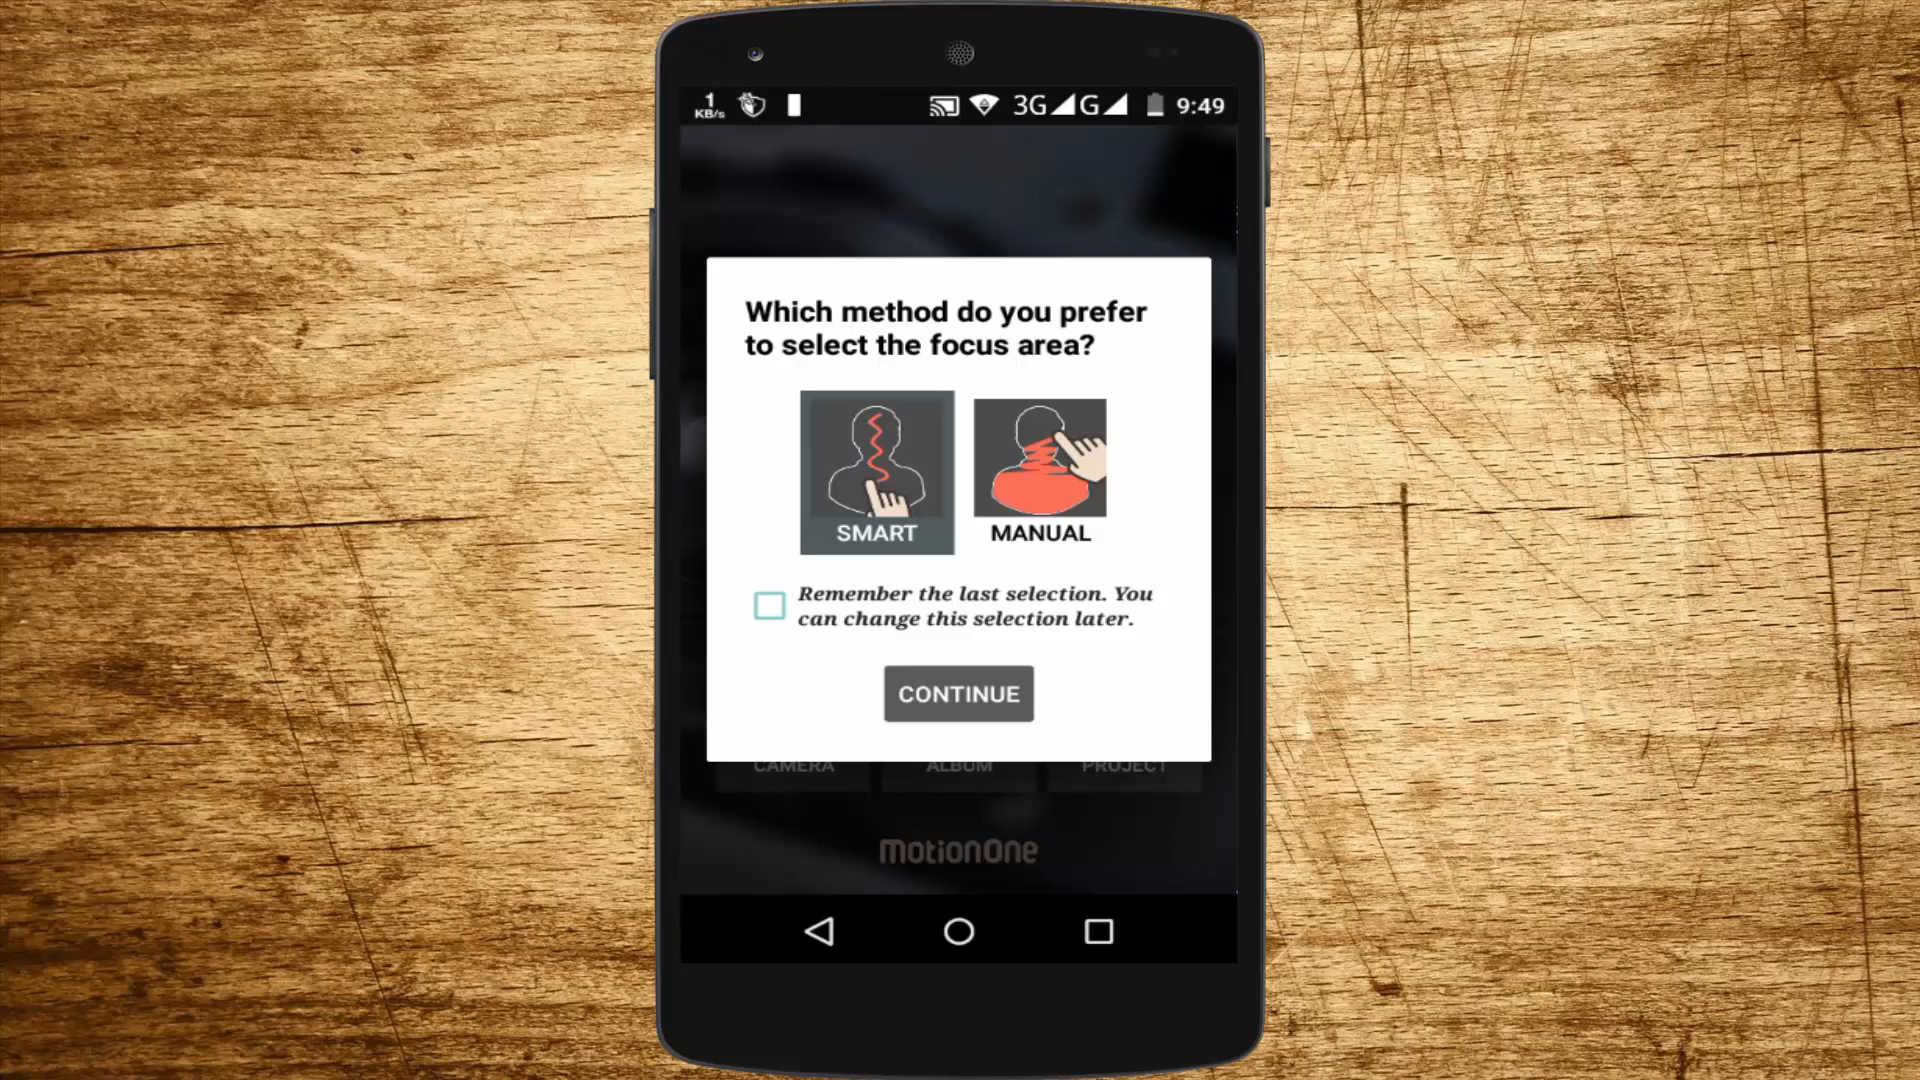 1
KB/s
3G
G
9:49
Which method do you prefer
to select the focus area?
SMART
MANUAL
Remember the last selection. You
can change this selection later.
CONTINUE
CAMERA
ALBUM
PROJECT
MotionOne